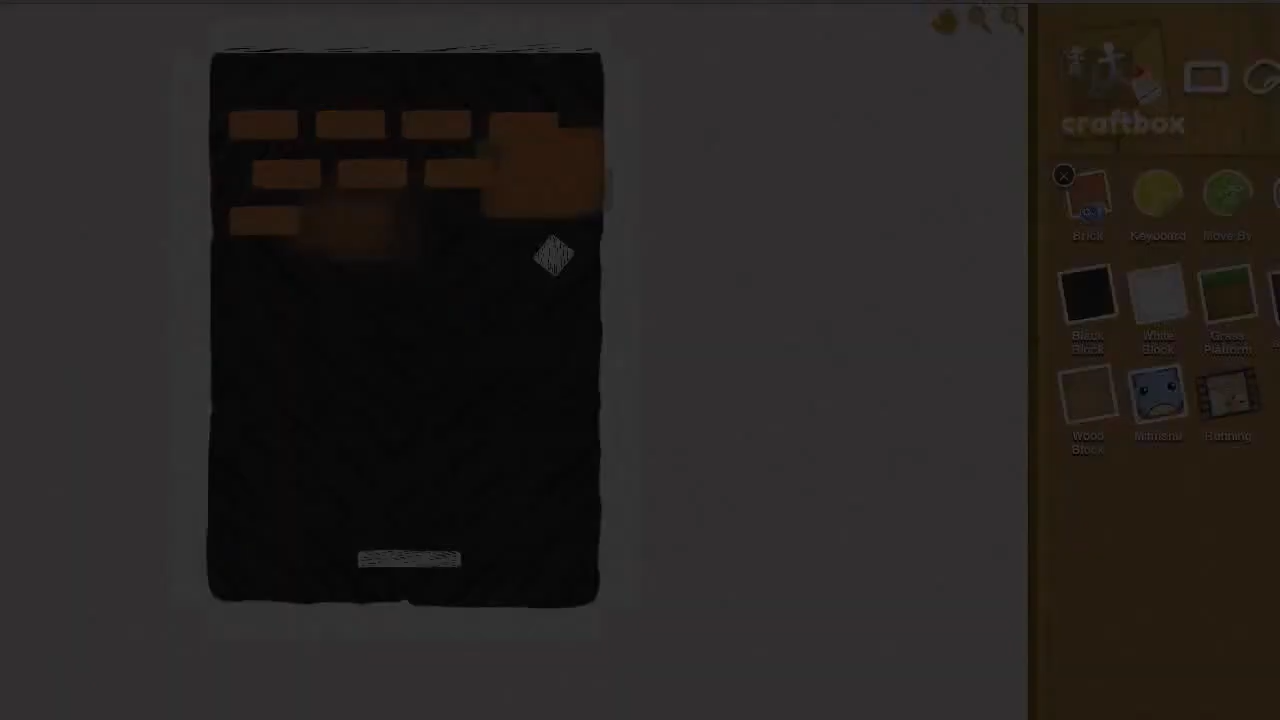 craftbox
Brick
Keyboard
Move By
Black
Block
White
Block
Grass
Platform
Wood
Block
Running